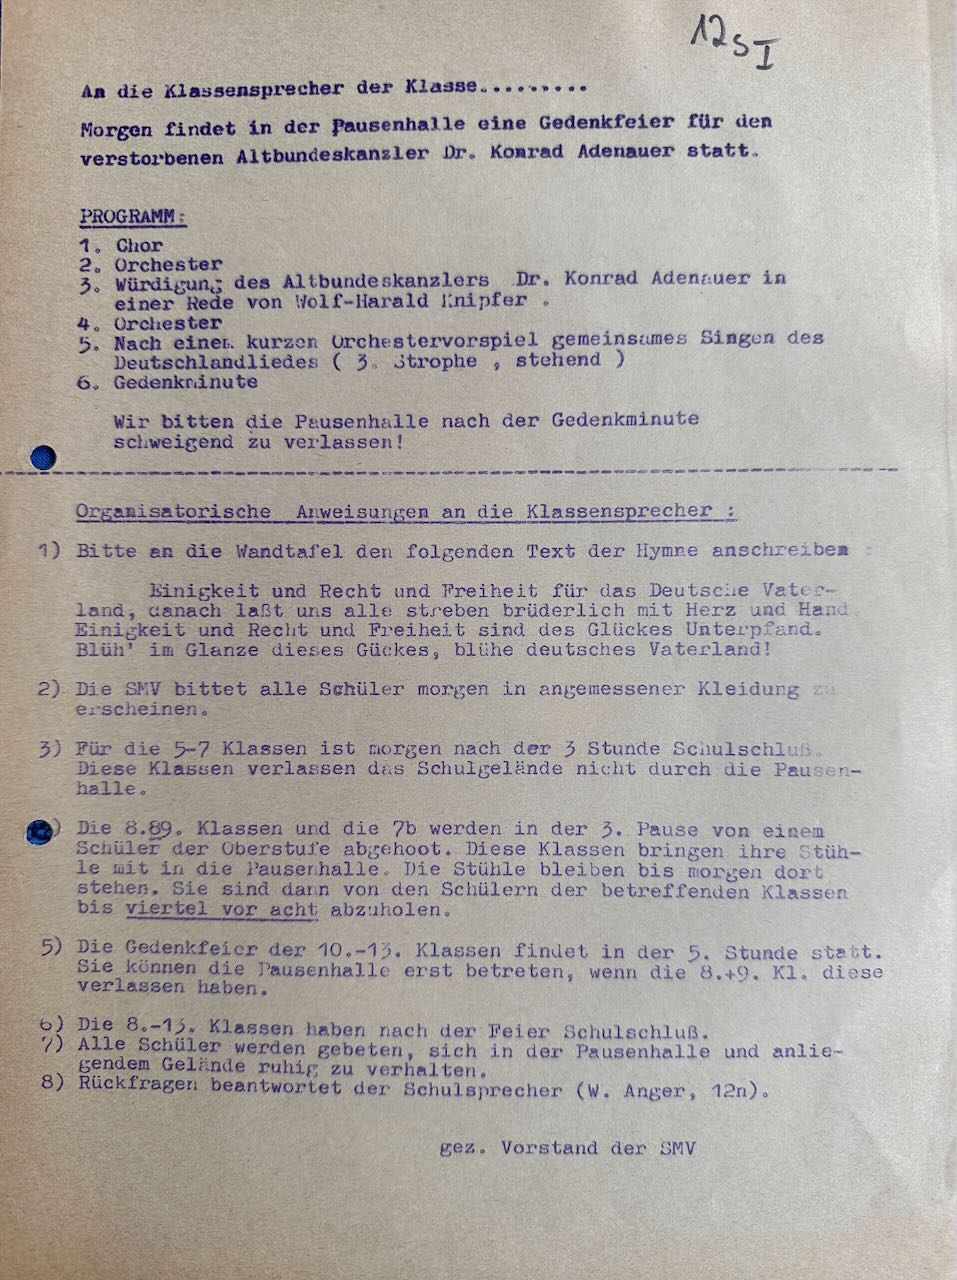 12sI
An die Klassensprecher der Klasse..........
Morgen findet in der Pausenhalle eine Gedenkfeier für den
verstorbenen Altbundeskanzler Dr. Konrad Adenauer statt.
PROGRAMM:
1. Chor
2. Orchester
3. Würdigung des Altbundeskanzlers Dr. Konrad Adenauer in
einer Rede von Wolf-Harald Knipfer .
4. Orchester
5. Nach einem kurzen Orchestervorspiel gemeinsames Singen des
Deutschlandliedes ( 3. Strophe , stehend )
6. Gedenkminute
Wir bitten die Pausenhalle nach der Gedenkminute
schweigend zu verlassen!
Organisatorische Anweisungen an die Klassensprecher :
1) Bitte an die Wandtafel den folgenden Text der Hymne anschreiben :
Einigkeit und Recht und Freiheit für das Deutsche Vater-
land, danach laßt uns alle streben brüderlich mit Herz und Hand.
Einigkeit und Recht und Freiheit sind des Glückes Unterpfand.
Blüh' im Glanze dieses Gückes, blühe deutsches Vaterland!
2) Die SMV bittet alle Schüler morgen in angemessener Kleidung zu
erscheinen.
3) Für die 5-7 Klassen ist morgen nach der 3 Stunde Schulschluß.
Diese Klassen verlassen das Schulgelände nicht durch die Pausen-
halle.
) Die 8.89. Klassen und die 7b werden in der 3. Pause von einem
Schüler der Oberstufe abgehoot. Diese Klassen bringen ihre Stüh-
le mit in die Pausenhalle. Die Stühle bleiben bis morgen dort
stehen. Sie sind dann von den Schülern der betreffenden Klassen
bis viertel vor acht abzuholen.
5) Die Gedenkfeier der 10.-13. Klassen findet in der 5. Stunde statt.
Sie können die Pausenhalle erst betreten, wenn die 8.+9. Kl. diese
verlassen haben.
6) Die 8.-13. Klassen haben nach der Feier Schulschluß.
7) Alle Schüler werden gebeten, sich in der Pausenhalle und anlie-
gendem Gelände ruhig zu verhalten.
8) Rückfragen beantwortet der Schulsprecher (W. Anger, 12n).
gez. Vorstand der SMV